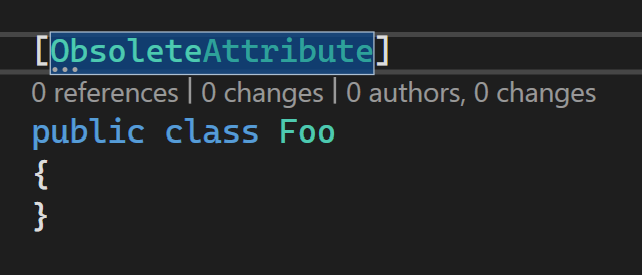 [ObsoleteAttribute]
0 references | 0 changes | 0 authors, 0 changes
public class Foo
{
}